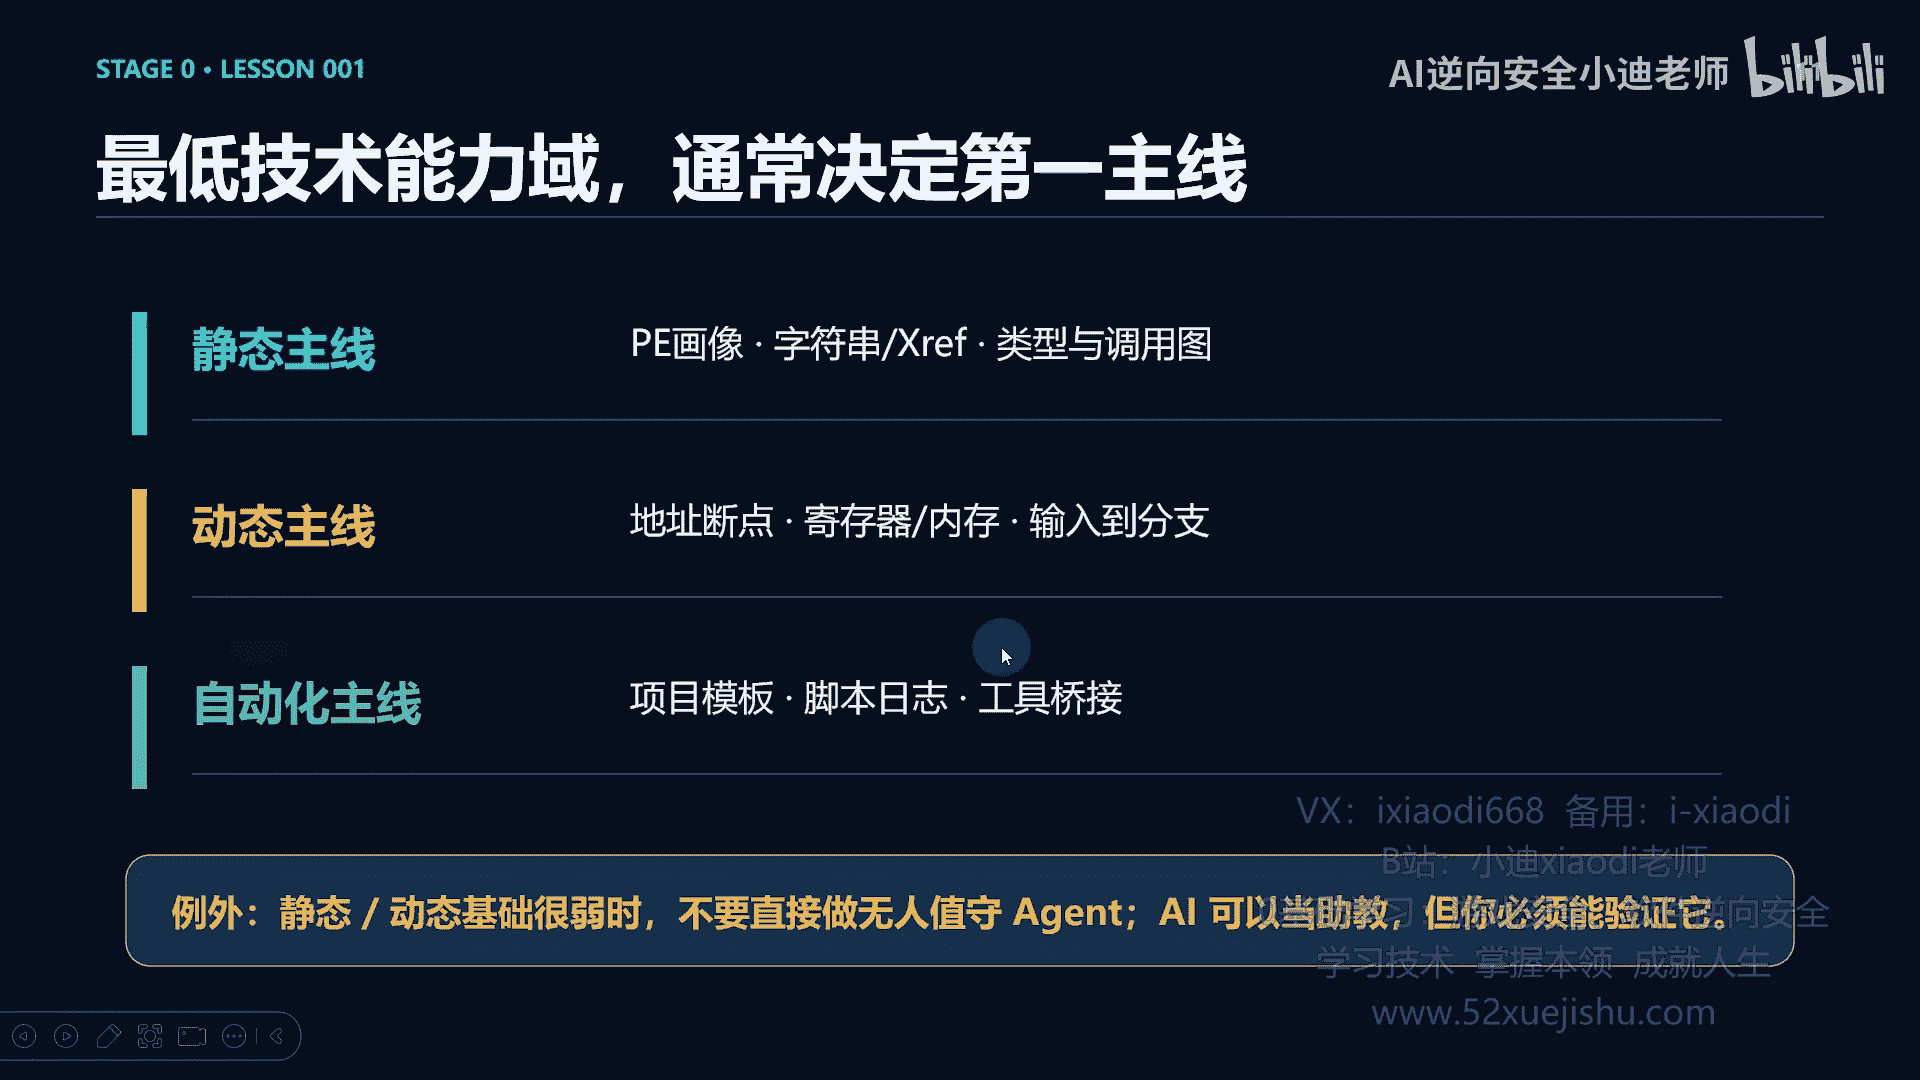 STAGE 0 • LESSON 001
AI逆向安全小迪老师 bilibili
最低技术能力域，通常决定第一主线
静态主线
PE画像 · 字符串/Xref · 类型与调用图
动态主线
地址断点 · 寄存器/内存 · 输入到分支
自动化主线
项目模板 · 脚本日志 · 工具桥接
VX：ixiaodi668 备用：i-xiaodi
B站：小迪xiaodi老师
例外：静态 / 动态基础很弱时，不要直接做无人值守 Agent；AI 可以当助教，但你必须能验证它。
逆向安全
学习技术 掌握本领 成就人生
www.52xuejishu.com